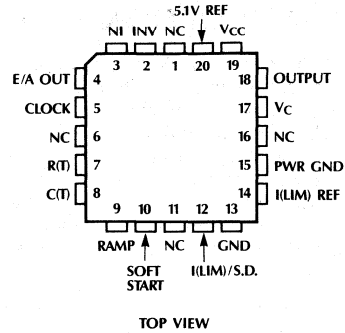 5.1V REF
NI INV NC VCC
3 2 1 20 19
E/A OUT 4 18 OUTPUT
CLOCK 5 17 VC
NC 6 16 NC
R(T) 7 15 PWR GND
C(T) 8 14 I(LIM) REF
9 10 11 12 13
RAMP NC GND
SOFT START I(LIM)/S.D.
TOP VIEW